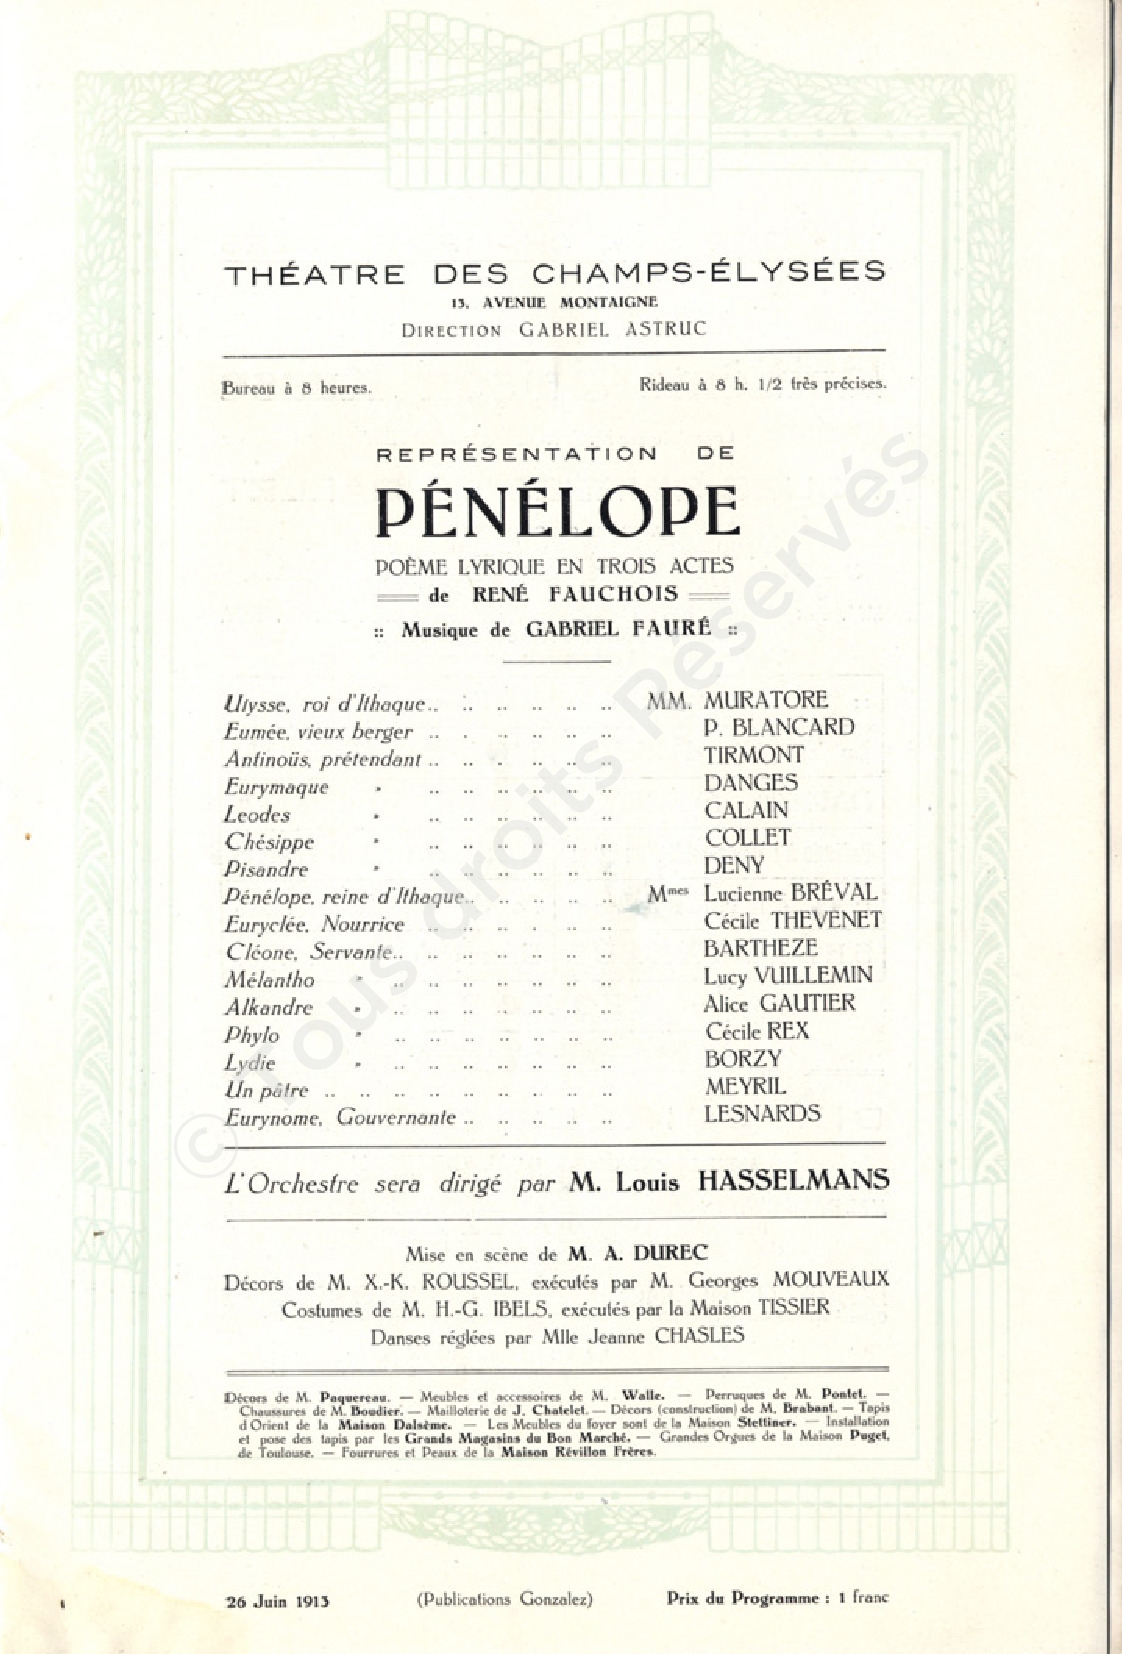 THÉATRE DES CHAMPS-ÉLYSÉES
13, AVENUE MONTAIGNE
DIRECTION GABRIEL ASTRUC
Bureau à 8 heures. Rideau à 8 h. 1/2 très précises.
REPRÉSENTATION DE
PÉNÉLOPE
POÈME LYRIQUE EN TROIS ACTES
de RENÉ FAUCHOIS
:: Musique de GABRIEL FAURÉ ::
Ulysse, roi d'Ithaque.. .. .. .. .. .. MM. MURATORE
Eumée, vieux berger .. .. .. .. .. .. P. BLANCARD
Antinoüs, prétendant .. .. .. .. .. .. TIRMONT
Eurymaque » .. .. .. .. .. .. DANGES
Leodes » .. .. .. .. .. .. CALAIN
Chésippe » .. .. .. .. .. .. COLLET
Pisandre » .. .. .. .. .. .. DENY
Pénélope, reine d'Ithaque.. .. .. .. .. Mmes Lucienne BRÉVAL
Euryclée, Nourrice .. .. .. .. .. .. Cécile THEVENET
Cléone, Servante.. .. .. .. .. .. .. BARTHEZE
Mélantho » .. .. .. .. .. .. .. Lucy VUILLEMIN
Alkandre » .. .. .. .. .. .. .. Alice GAUTIER
Phylo » .. .. .. .. .. .. .. Cécile REX
Lydie » .. .. .. .. .. .. .. BORZY
Un pâtre .. .. .. .. .. .. .. .. .. MEYRIL
Eurynome, Gouvernante .. .. .. .. .. LESNARDS
L'Orchestre sera dirigé par M. Louis HASSELMANS
Mise en scène de M. A. DUREC
Décors de M. X.-K. ROUSSEL, exécutés par M. Georges MOUVEAUX
Costumes de M. H.-G. IBELS, exécutés par la Maison TISSIER
Danses réglées par Mlle Jeanne CHASLES
Décors de M. Paquereau. — Meubles et accessoires de M. Walle. — Perruques de M. Pontet. —
Chaussures de M. Boudier. — Mailloterie de J. Chatelet. — Décors (construction) de M. Brabant. — Tapis
d'Orient de la Maison Dalsème. — Les Meubles du foyer sont de la Maison Stettiner. — Installation
et pose des tapis par les Grands Magasins du Bon Marché. — Grandes Orgues de la Maison Puget,
de Toulouse. — Fourrures et Peaux de la Maison Révillon Frères.
26 Juin 1913 (Publications Gonzalez) Prix du Programme : 1 franc
© Tous droits Réservés